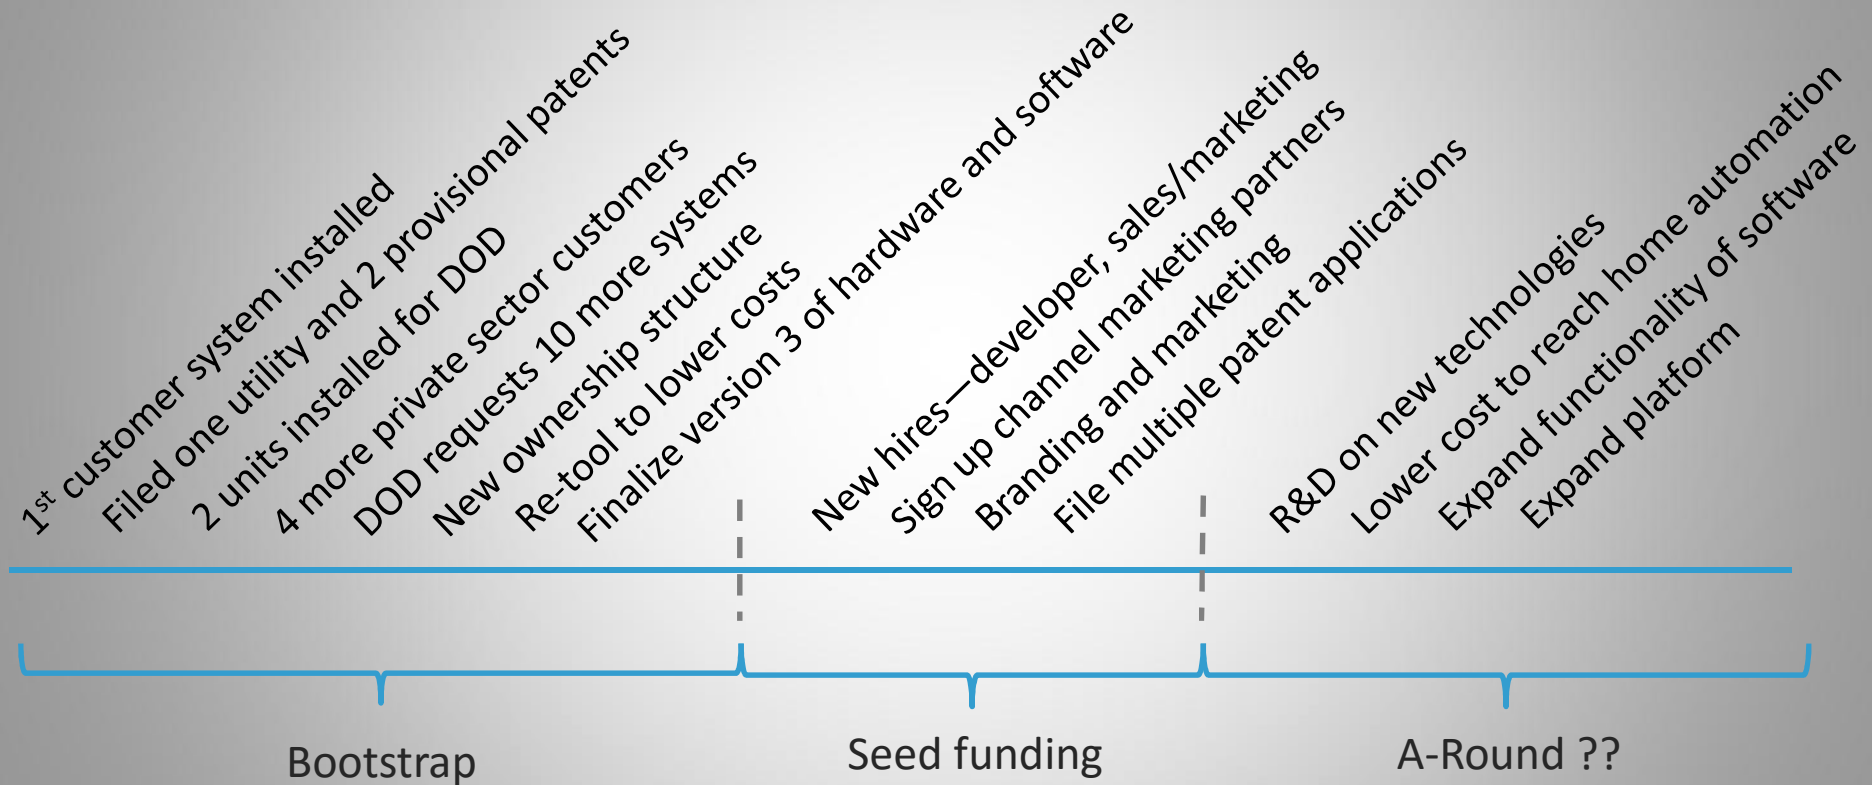 1st customer system installed
Filed one utility and 2 provisional patents
2 units installed for DOD
4 more private sector customers
DOD requests 10 more systems
New ownership structure
Re-tool to lower costs
Finalize version 3 of hardware and software
New hires—developer, sales/marketing
Sign up channel marketing partners
Branding and marketing
File multiple patent applications
R&D on new technologies
Lower cost to reach home automation
Expand functionality of software
Expand platform
Bootstrap
Seed funding
A-Round ??